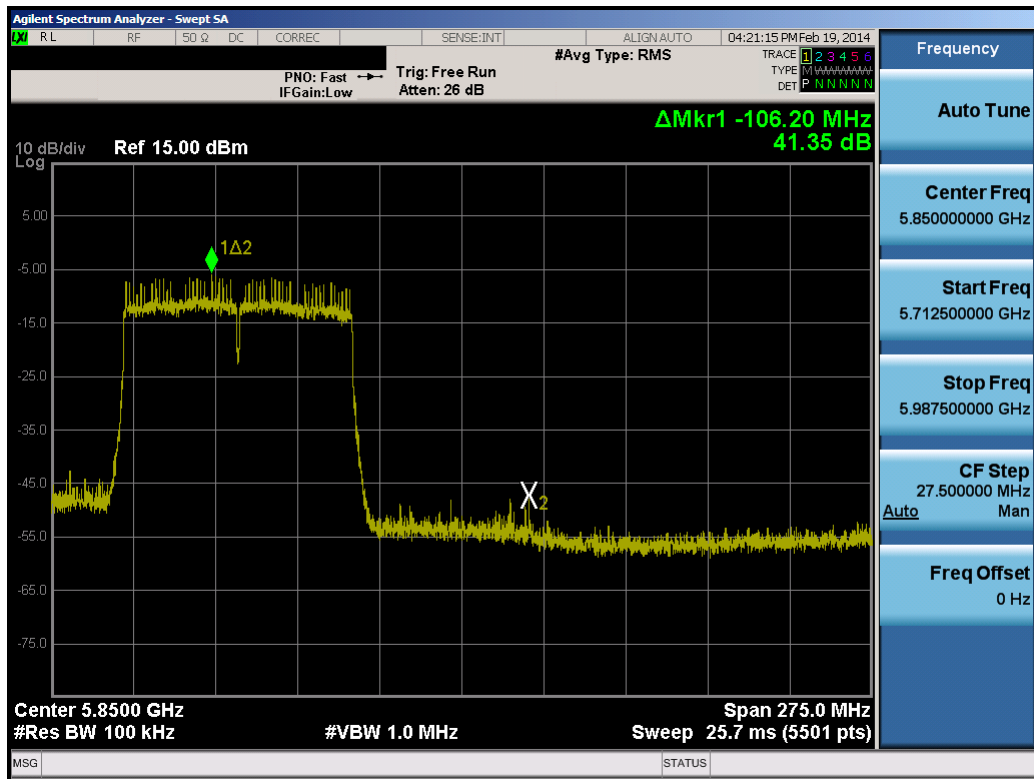 Agilent Spectrum Analyzer - Swept SA
LXI RL RF 50 Ω DC CORREC SENSE:INT ALIGN AUTO 04:21:15 PM Feb 19, 2014
#Avg Type: RMS TRACE 1 2 3 4 5 6
PNO: Fast Trig: Free Run TYPE M
IFGain:Low Atten: 26 dB DET P N N N N N
ΔMkr1 -106.20 MHz
41.35 dB
10 dB/div Ref 15.00 dBm
Log
5.00
1Δ2
-5.00
-15.0
-25.0
-35.0
-45.0
X2
-55.0
-65.0
-75.0
Center 5.8500 GHz Span 275.0 MHz
#Res BW 100 kHz #VBW 1.0 MHz Sweep 25.7 ms (5501 pts)
MSG STATUS
Frequency
Auto Tune
Center Freq
5.850000000 GHz
Start Freq
5.712500000 GHz
Stop Freq
5.987500000 GHz
CF Step
27.500000 MHz
Auto Man
Freq Offset
0 Hz